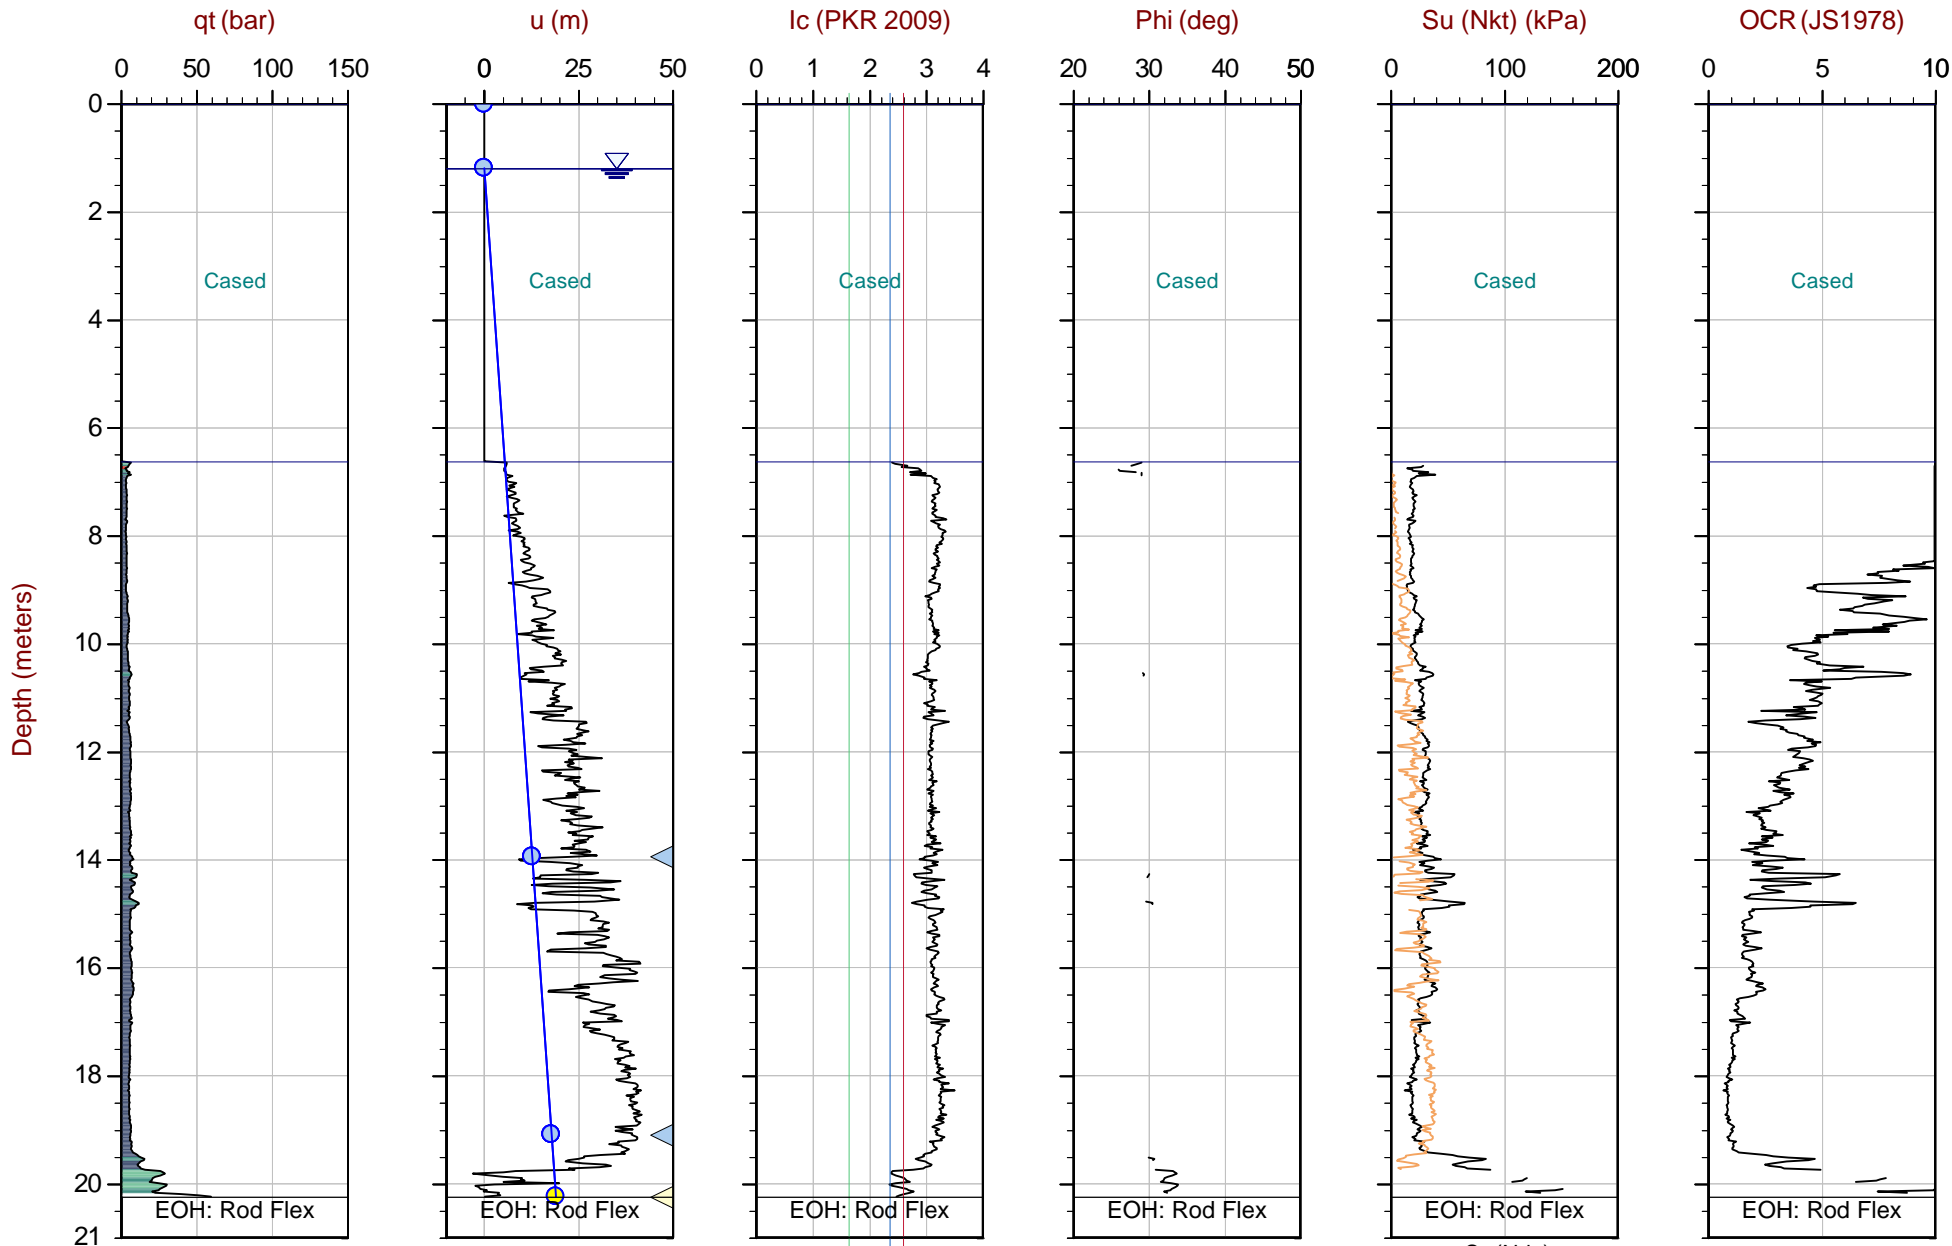 qt (bar) u (m) Ic (PKR 2009) Phi (deg) Su (Nkt) (kPa) OCR (JS1978)
0 50 100 150 0 25 50 0 1 2 3 4 20 30 40 50 0 100 200 0 5 10
0
2
Cased Cased Cased Cased Cased Cased
4
6
8
Depth (meters)
10
12
14
16
18
20
EOH: Rod Flex EOH: Rod Flex EOH: Rod Flex EOH: Rod Flex EOH: Rod Flex EOH: Rod Flex
21